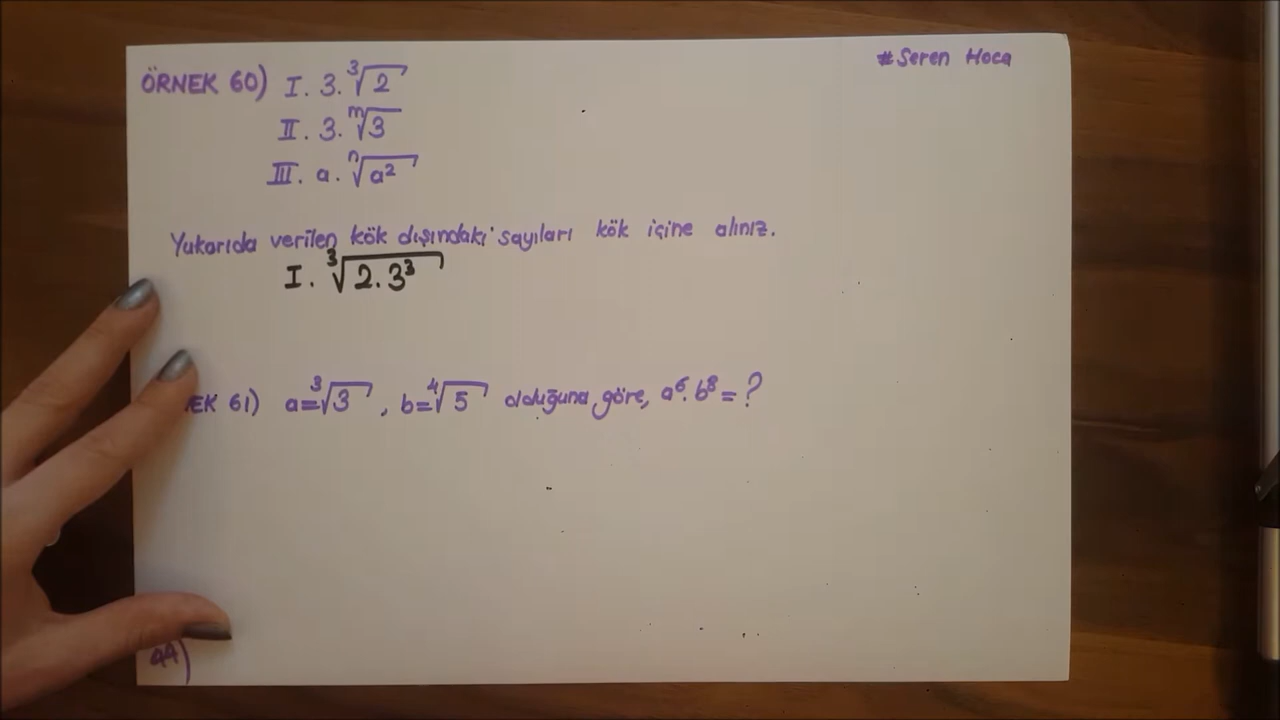 #Seren Hoca
ÖRNEK 60) I. 3.∛2
II. 3.ᵐ√3
III. a.ⁿ√a²
Yukarıda verilen kök dışındaki sayıları kök içine alınız.
I. ∛2.3³
EK 61) a=∛3, b=∜5 olduğuna göre, a⁶.b⁸=?
44)